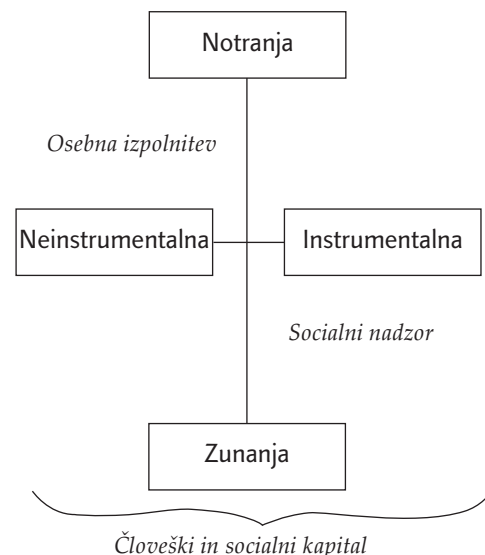 Notranja
Osebna izpolnitev
Neinstrumentalna
Instrumentalna
Socialni nadzor
Zunanja
Človeški in socialni kapital